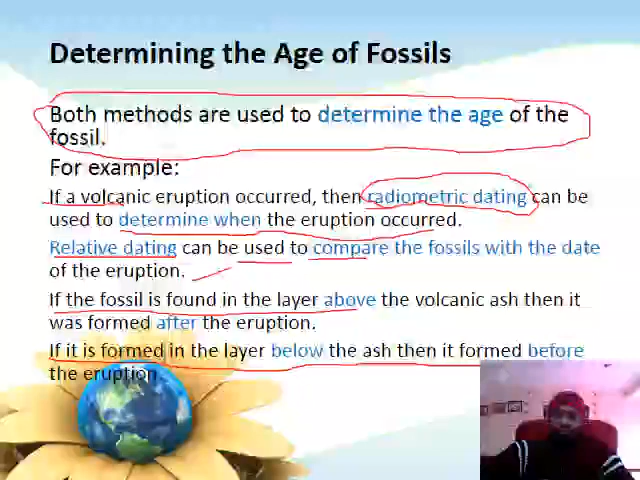 Determining the Age of Fossils
Both methods are used to determine the age of the
fossil.
For example:
If a volcanic eruption occurred, then radiometric dating can be
used to determine when the eruption occurred.
Relative dating can be used to compare the fossils with the date
of the eruption.
If the fossil is found in the layer above the volcanic ash then it
was formed after the eruption.
If it is formed in the layer below the ash then it formed before
the eruption.